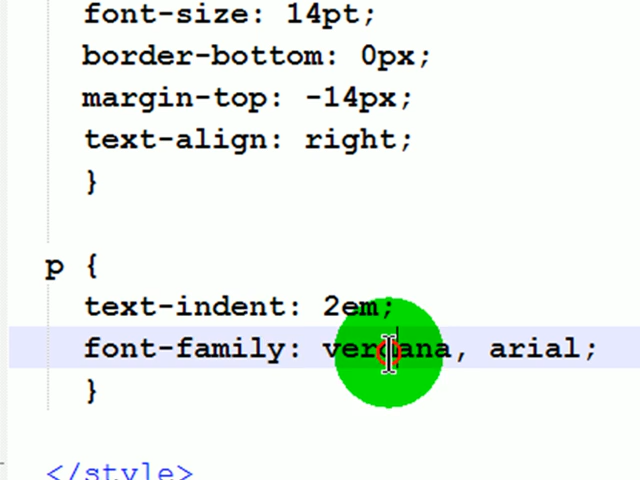 font-size: 14pt;
border-bottom: 0px;
margin-top: -14px;
text-align: right;
}
p {
text-indent: 2em;
font-family: verdana, arial;
}
</style>